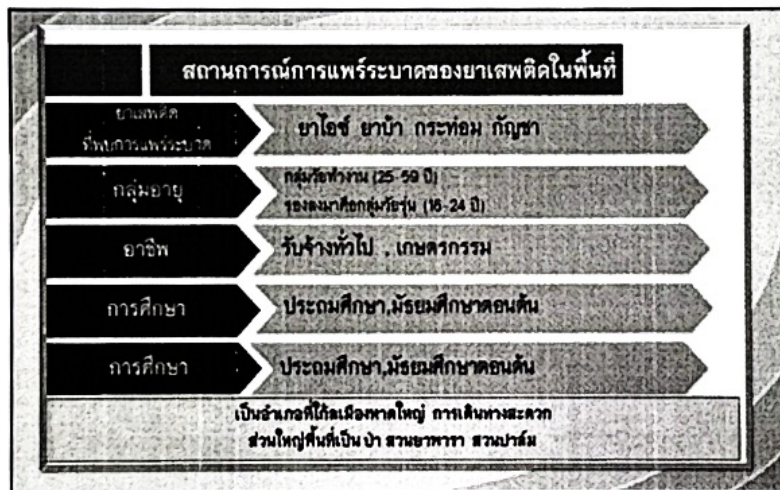 สถานการณ์การแพร่ระบาดของยาเสพติดในพื้นที่
ยาเสพติด
ที่พบการแพร่ระบาด
ยาไอซ์ ยาบ้า กระท่อม กัญชา
กลุ่มอายุ
กลุ่มวัยทำงาน (25-59 ปี)
รองลงมาคือกลุ่มวัยรุ่น (16-24 ปี)
อาชีพ
รับจ้างทั่วไป , เกษตรกรรม
การศึกษา
ประถมศึกษา,มัธยมศึกษาตอนต้น
การศึกษา
ประถมศึกษา,มัธยมศึกษาตอนต้น
เป็นอำเภอที่ใกล้เมืองหาดใหญ่ การเดินทางสะดวก
ส่วนใหญ่พื้นที่เป็น ป่า สวนยาพารา สวนปาล์ม